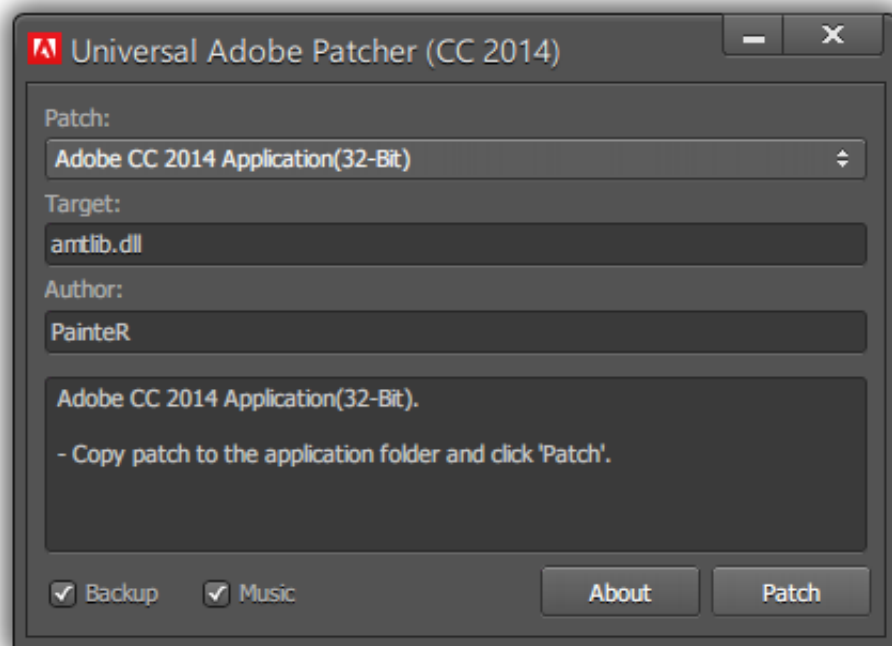 Universal Adobe Patcher (CC 2014)
Patch:
Adobe CC 2014 Application(32-Bit)
Target:
amtlib.dll
Author:
PainteR
Adobe CC 2014 Application(32-Bit).
- Copy patch to the application folder and click 'Patch'.
Backup Music About Patch